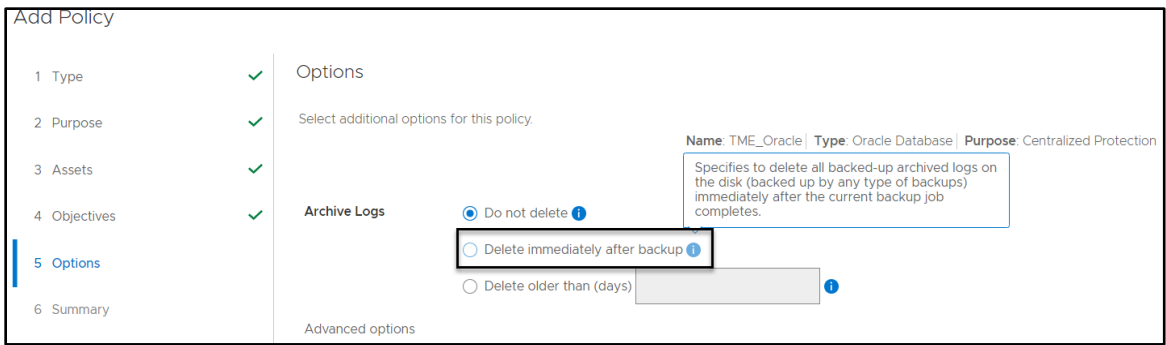 Add Policy
1 Type
2 Purpose
3 Assets
4 Objectives
5 Options
6 Summary
Options
Select additional options for this policy.
Name: TME_Oracle | Type: Oracle Database | Purpose: Centralized Protection
Specifies to delete all backed-up archived logs on
the disk (backed up by any type of backups)
immediately after the current backup job
completes.
Archive Logs
Do not delete
Delete immediately after backup
Delete older than (days)
Advanced options